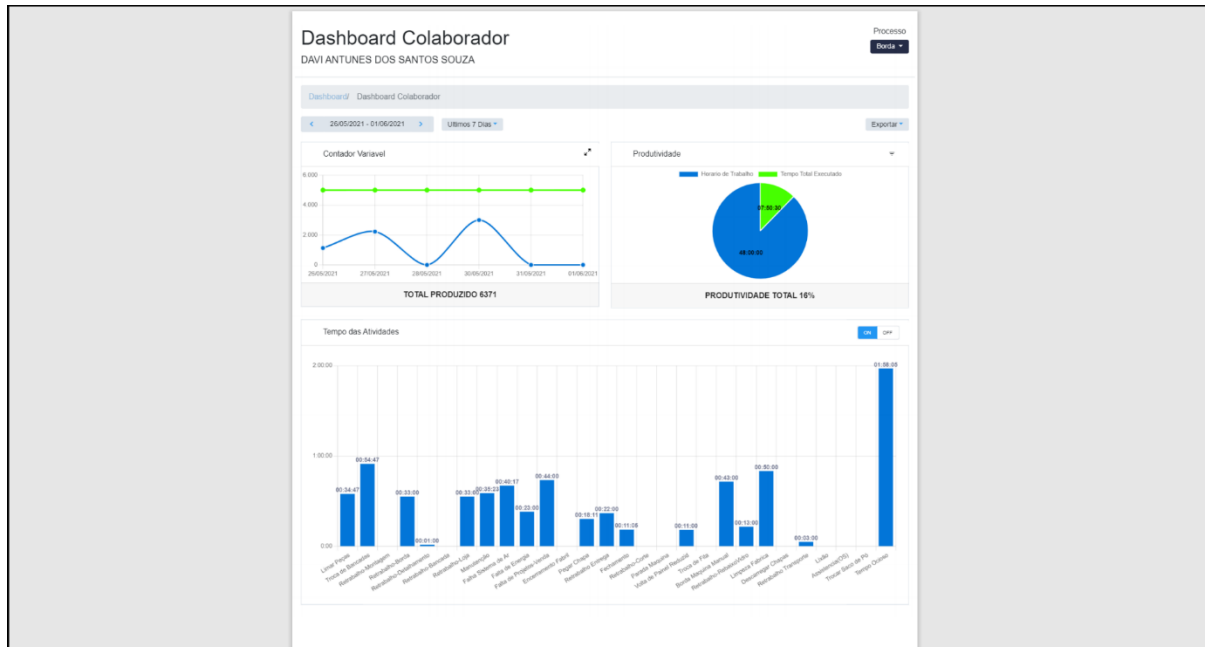 Dashboard Colaborador
DAVI ANTUNES DOS SANTOS SOUZA
Processo
Borda
Dashboard/ Dashboard Colaborador
26/05/2021 - 01/06/2021
Ultimos 7 Dias
Exportar
Contador Variavel
6.000
4.000
2.000
0
26/05/2021 27/05/2021 28/05/2021 30/05/2021 31/05/2021 01/06/2021
TOTAL PRODUZIDO 6371
Produtividade
Horario de Trabalho Tempo Total Executado
07:50:30
48:00:00
PRODUTIVIDADE TOTAL 16%
Tempo das Atividades
ON OFF
2:00:00
1:00:00
0:00
00:34:47 00:54:47 00:33:00 00:01:00 00:33:00 00:35:23 00:40:17 00:23:00 00:44:00 00:18:11 00:22:00 00:11:05 00:11:00 00:43:00 00:13:00 00:50:00 00:03:00 01:58:05
Limar Peças
Troca de Bancadas
Retrabalho-Montagem
Retrabalho-Borda
Retrabalho-Detalhamento
Retrabalho-Bancada
Retrabalho-Loja
Manutenção
Falha Sistema de Ar
Falta de Energia
Falta de Projetos-Venda
Encerramento Fabril
Pegar Chapa
Retrabalho-Entrega
Fechamento
Retrabalho-Corte
Parada Maquina
Volta de Painel Reduzid
Troca de Fita
Borda Maquina Manual
Limpeza Fabrica
Descarregar Chapas
Retrabalho Transporte
Lixão
Assistencia(OS)
Trocar Saco de Pó
Tempo Ocioso